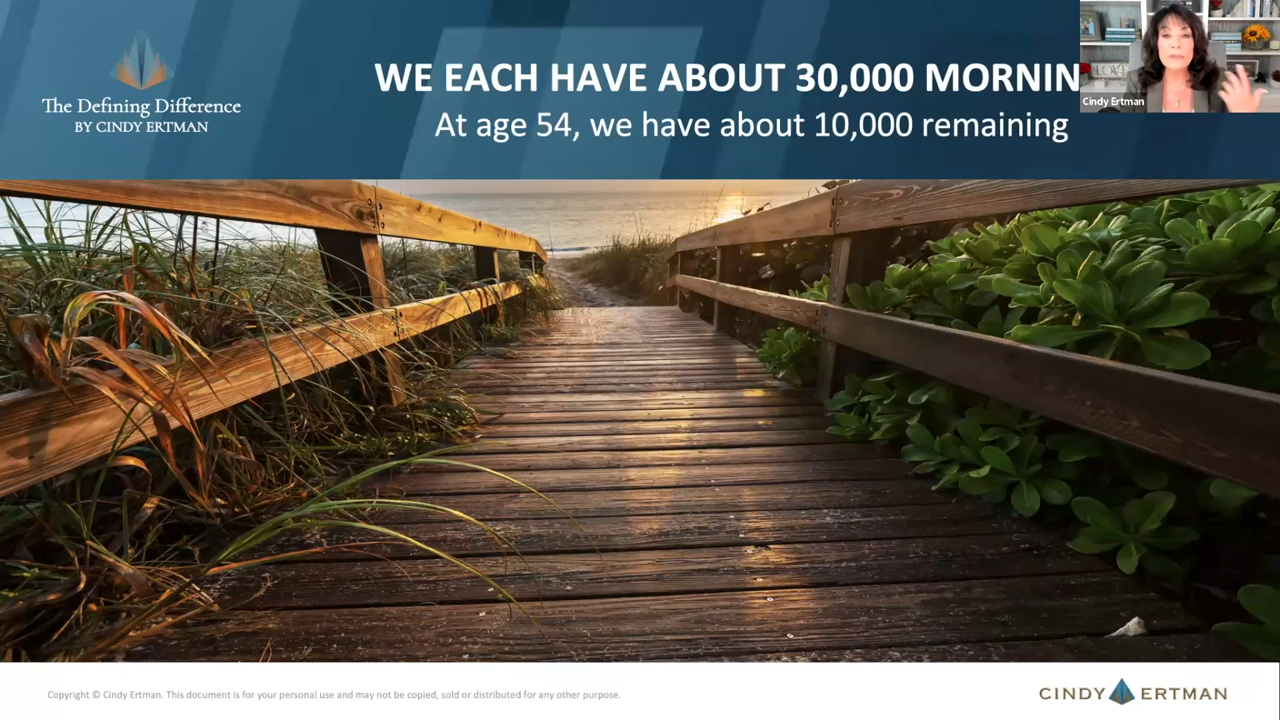 WE EACH HAVE ABOUT 30,000 MORNIN
At age 54, we have about 10,000 remaining
The Defining Difference
BY CINDY ERTMAN
Cindy Ertman
Copyright © Cindy Ertman. This document is for your personal use and may not be copied, sold or distributed for any other purpose.
CINDY ERTMAN